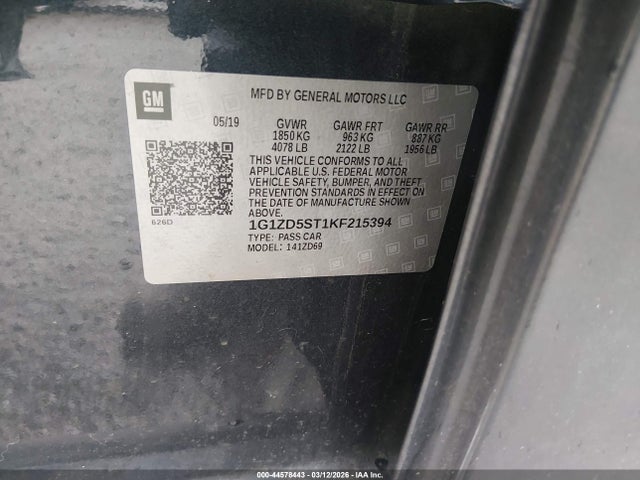 GM
MFD BY GENERAL MOTORS LLC
05/19 GVWR GAWR FRT GAWR RR
1850 KG 963 KG 887 KG
4078 LB 2122 LB 1956 LB
THIS VEHICLE CONFORMS TO ALL
APPLICABLE U.S. FEDERAL MOTOR
VEHICLE SAFETY, BUMPER, AND THEFT
PREVENTION STANDARDS IN EFFECT ON
THE DATE OF MANUFACTURE SHOWN
ABOVE.
626D
1G1ZD5ST1KF215394
TYPE: PASS CAR
MODEL: 141ZD69
000-44578443 | 03/12/2026 - IAA Inc.